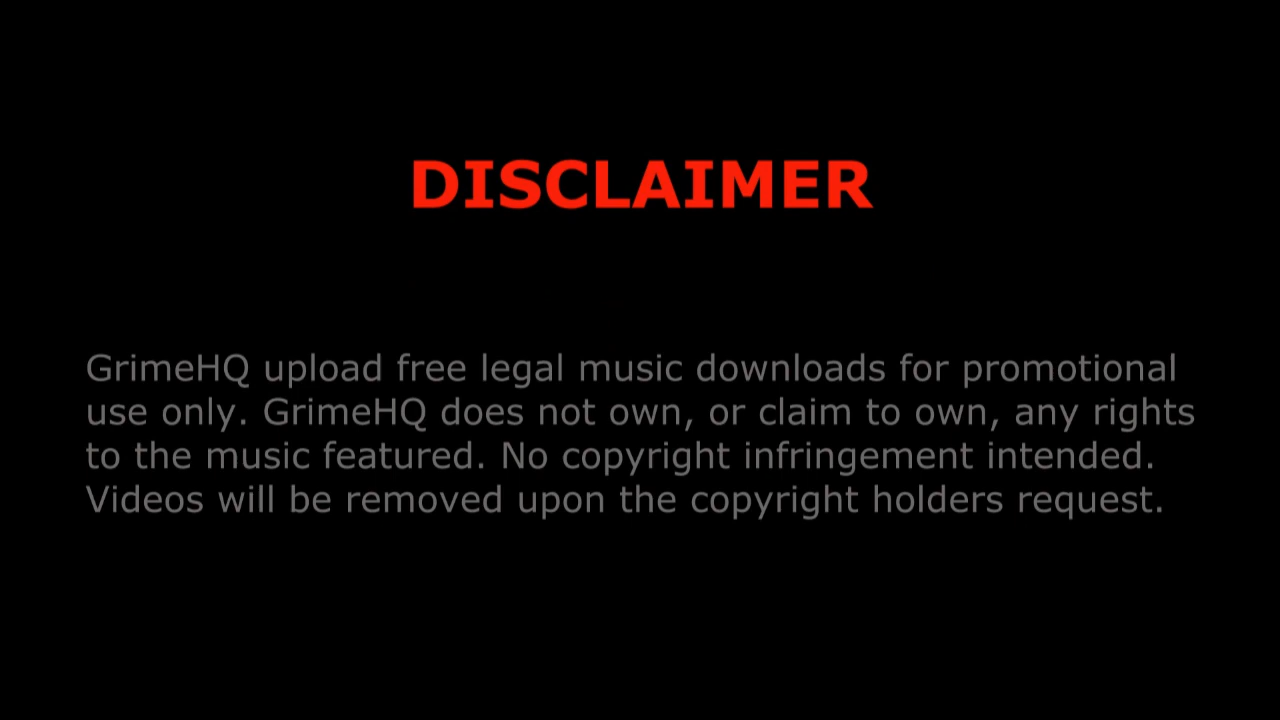 DISCLAIMER
GrimeHQ upload free legal music downloads for promotional
use only. GrimeHQ does not own, or claim to own, any rights
to the music featured. No copyright infringement intended.
Videos will be removed upon the copyright holders request.